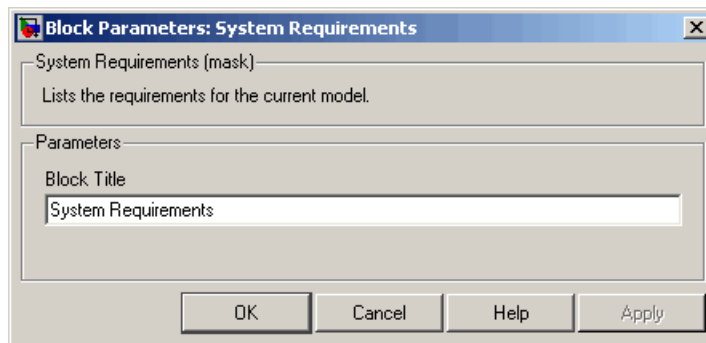 Block Parameters: System Requirements
System Requirements (mask)
Lists the requirements for the current model.
Parameters
Block Title
System Requirements
OK Cancel Help Apply